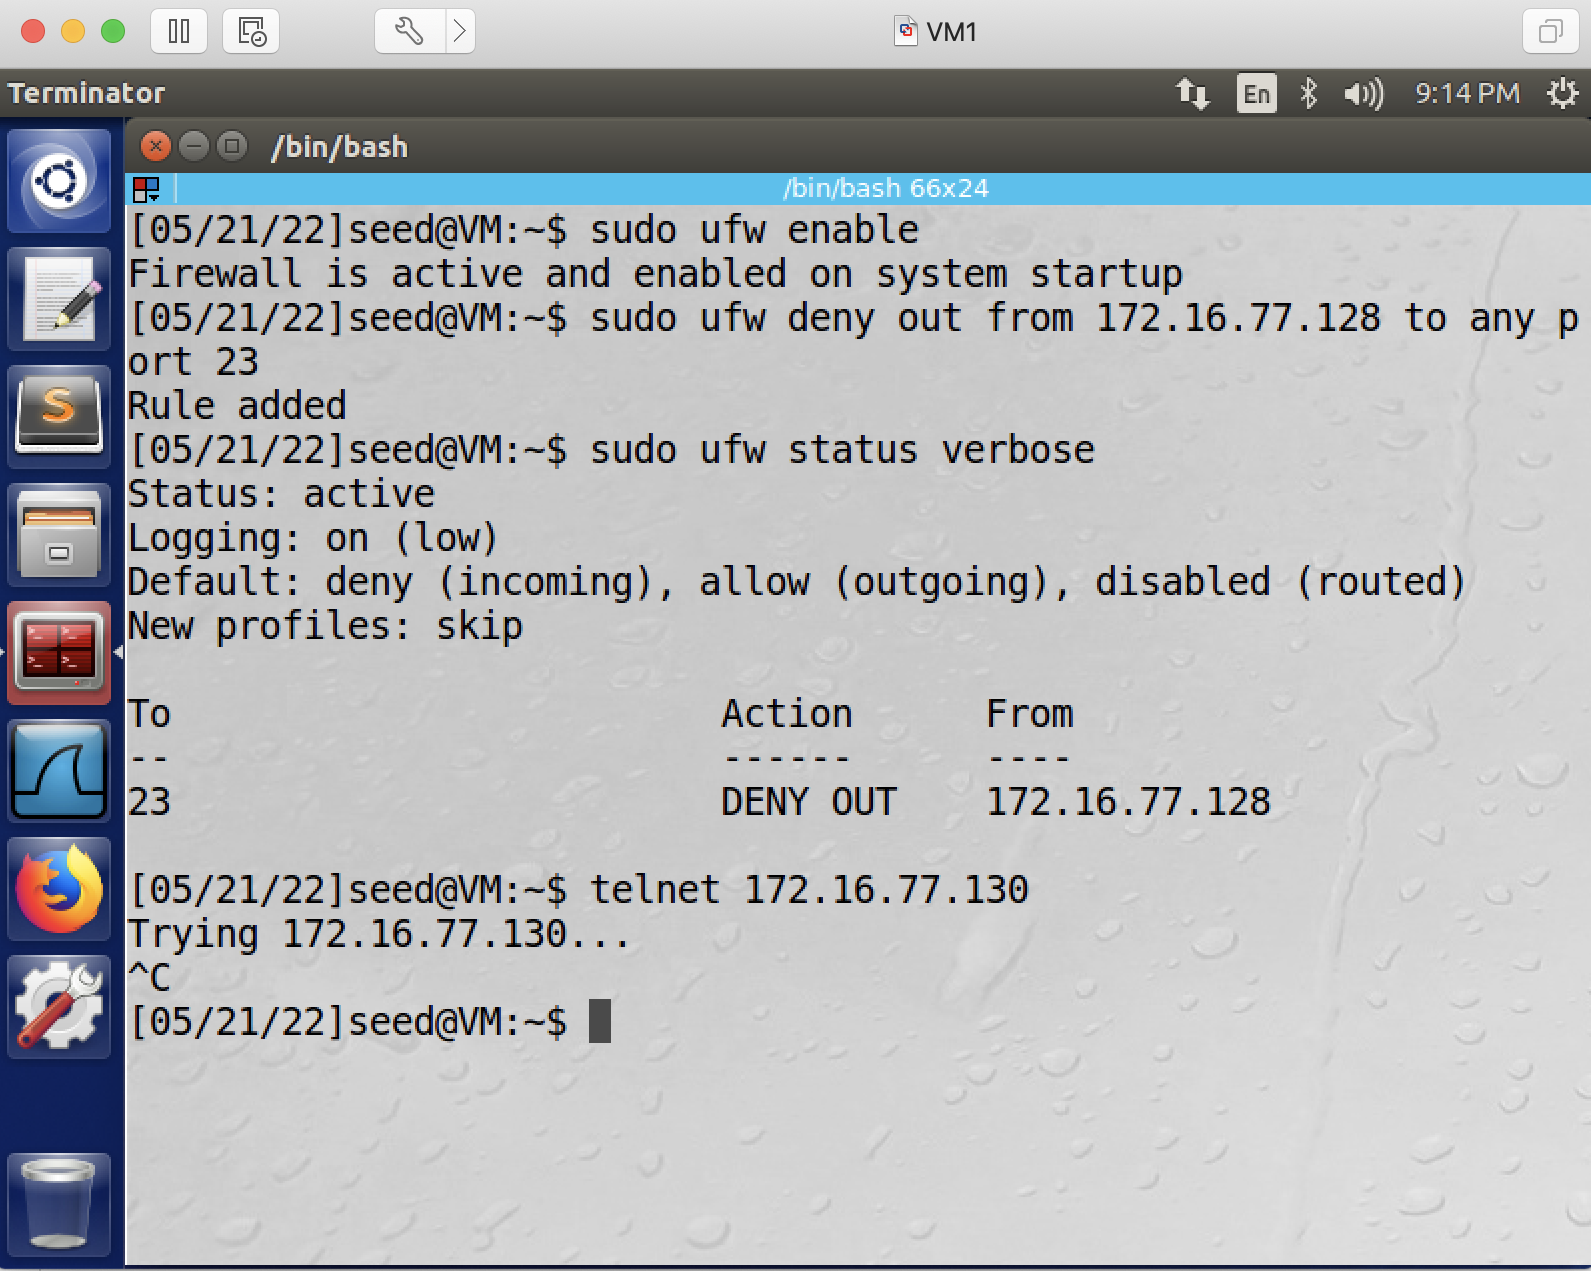 VM1
Terminator
En
9:14 PM
/bin/bash
/bin/bash 66x24
[05/21/22]seed@VM:~$ sudo ufw enable
Firewall is active and enabled on system startup
[05/21/22]seed@VM:~$ sudo ufw deny out from 172.16.77.128 to any p
ort 23
Rule added
[05/21/22]seed@VM:~$ sudo ufw status verbose
Status: active
Logging: on (low)
Default: deny (incoming), allow (outgoing), disabled (routed)
New profiles: skip
To Action From
-- ------ ----
23 DENY OUT 172.16.77.128
[05/21/22]seed@VM:~$ telnet 172.16.77.130
Trying 172.16.77.130...
^C
[05/21/22]seed@VM:~$